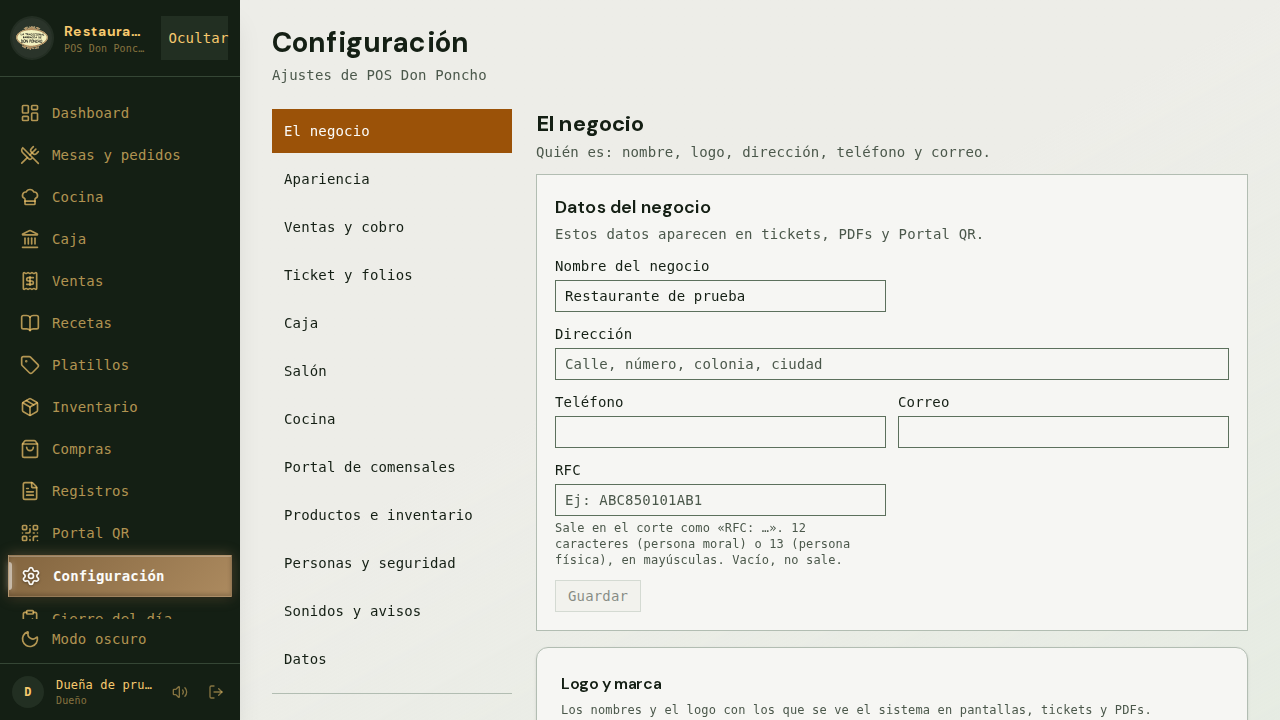 Restaura…
POS Don Ponc…
Ocultar
Dashboard
Mesas y pedidos
Cocina
Caja
Ventas
Recetas
Platillos
Inventario
Compras
Registros
Portal QR
Configuración
Cierre del día
Modo oscuro
D
Dueña de pru…
Dueño
Configuración
Ajustes de POS Don Poncho
El negocio
Apariencia
Ventas y cobro
Ticket y folios
Caja
Salón
Cocina
Portal de comensales
Productos e inventario
Personas y seguridad
Sonidos y avisos
Datos
El negocio
Quién es: nombre, logo, dirección, teléfono y correo.
Datos del negocio
Estos datos aparecen en tickets, PDFs y Portal QR.
Nombre del negocio
Restaurante de prueba
Dirección
Calle, número, colonia, ciudad
Teléfono
Correo
RFC
Ej: ABC850101AB1
Sale en el corte como «RFC: …». 12
caracteres (persona moral) o 13 (persona
física), en mayúsculas. Vacío, no sale.
Guardar
Logo y marca
Los nombres y el logo con los que se ve el sistema en pantallas, tickets y PDFs.